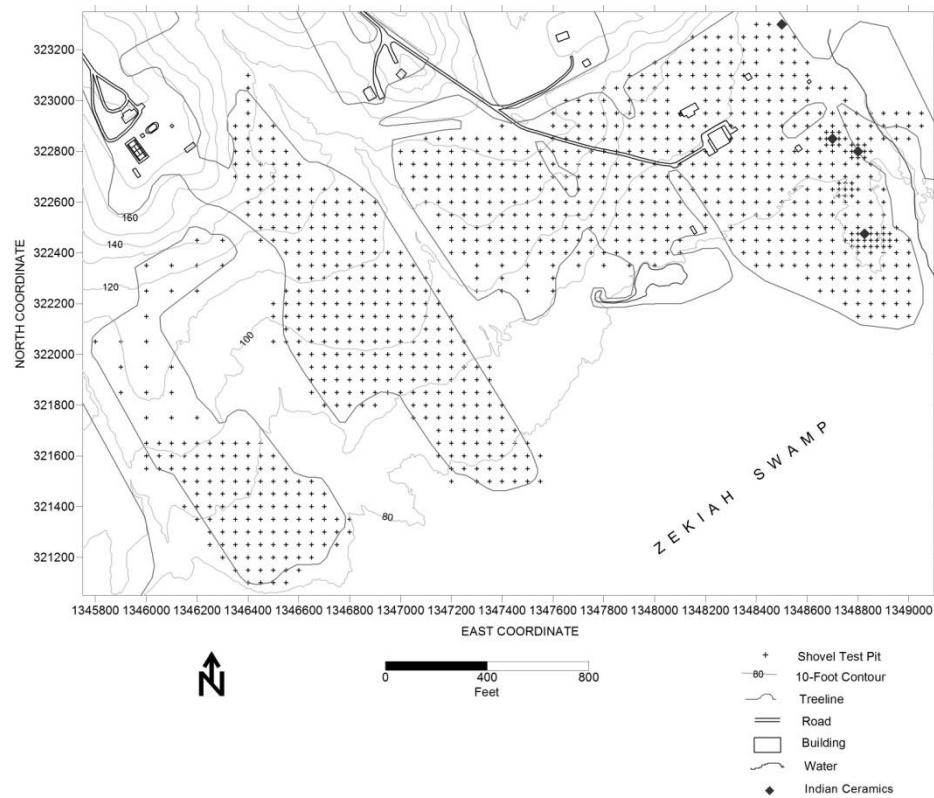 323200
323000
322800
322600
322400
322200
322000
321800
321600
321400
321200
NORTH COORDINATE
160
140
120
100
80
ZEKIAH SWAMP
1345800 1346000 1346200 1346400 1346600 1346800 1347000 1347200 1347400 1347600 1347800 1348000 1348200 1348400 1348600 1348800 1349000
EAST COORDINATE
N
0 400 800
Feet
Shovel Test Pit
80 10-Foot Contour
Treeline
Road
Building
Water
Indian Ceramics